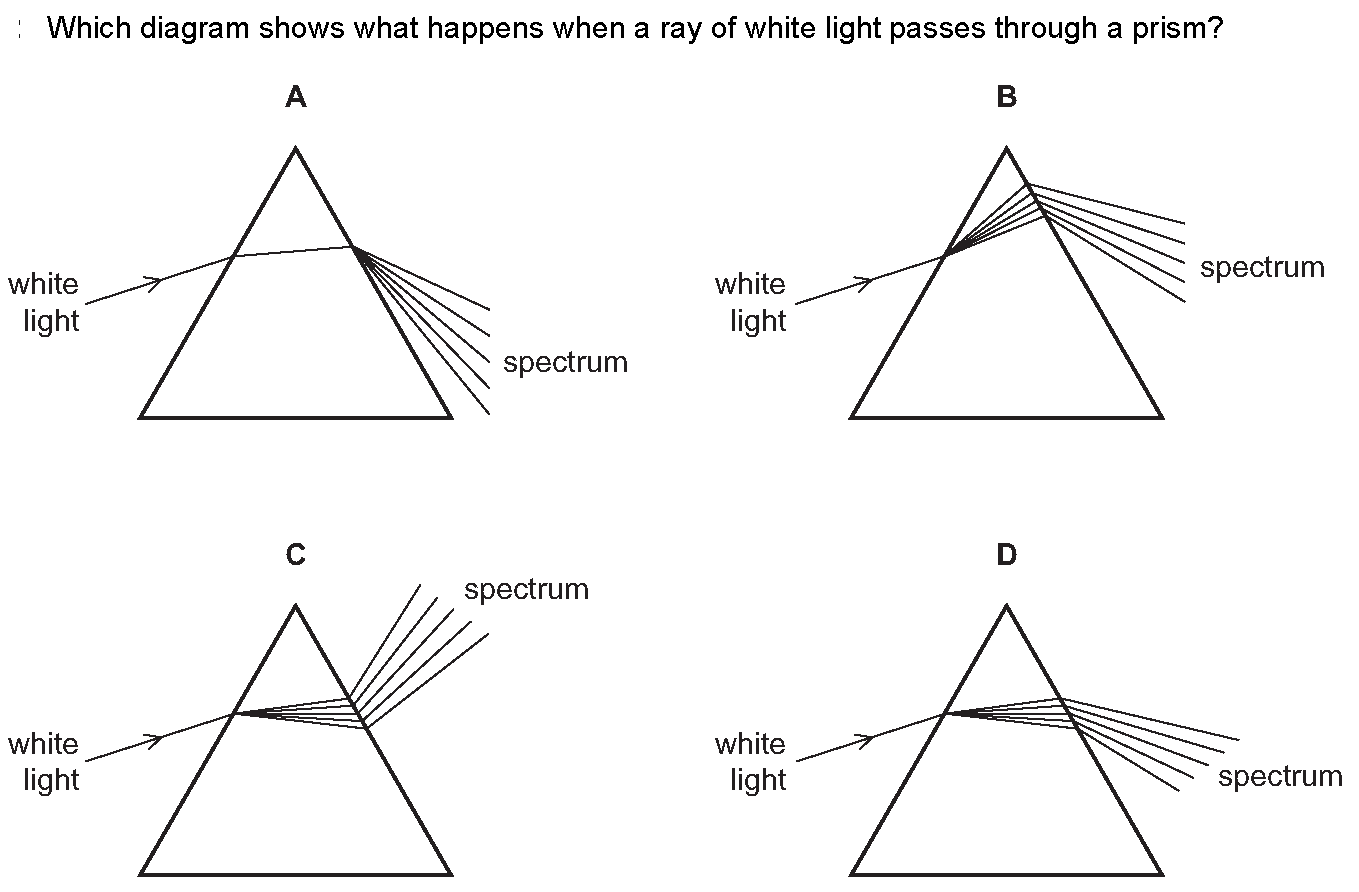 Which diagram shows what happens when a ray of white light passes through a prism?
A
B
white
light
spectrum
white
light
spectrum
C
D
white
light
spectrum
white
light
spectrum